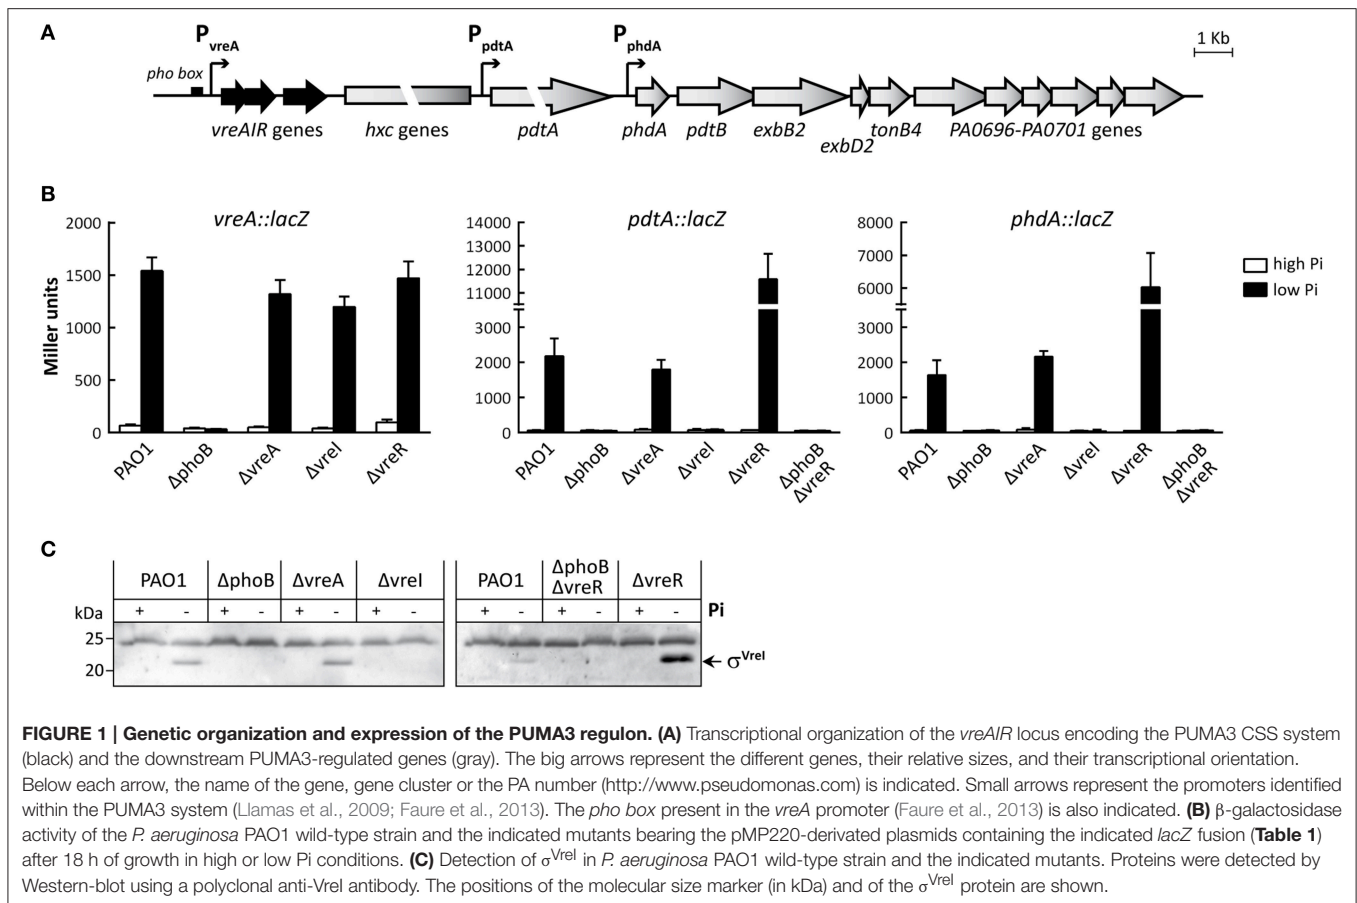 A
P vreA
P pdtA
P phdA
1 Kb
pho box
vreAIR genes
hxc genes
pdtA
phdA
pdtB
exbB2
exbD2
tonB4
PA0696-PA0701 genes
B
vreA::lacZ
pdtA::lacZ
phdA::lacZ
Miller units
2000
1500
1000
500
0
PAO1
ΔphoB
ΔvreA
ΔvreI
ΔvreR
14000
13000
12000
11000
3000
2000
1000
0
PAO1
ΔphoB
ΔvreA
ΔvreI
ΔvreR
ΔphoB
ΔvreR
8000
7000
6000
3000
2000
1000
0
PAO1
ΔphoB
ΔvreA
ΔvreI
ΔvreR
ΔphoB
ΔvreR
high Pi
low Pi
C
PAO1 ΔphoB ΔvreA ΔvreI
PAO1 ΔphoB ΔvreR ΔvreR
kDa
+ - + - + - + -
+ - + - + - Pi
25
20
σVreI
FIGURE 1 | Genetic organization and expression of the PUMA3 regulon. (A) Transcriptional organization of the vreAIR locus encoding the PUMA3 CSS system
(black) and the downstream PUMA3-regulated genes (gray). The big arrows represent the different genes, their relative sizes, and their transcriptional orientation.
Below each arrow, the name of the gene, gene cluster or the PA number (http://www.pseudomonas.com) is indicated. Small arrows represent the promoters identified
within the PUMA3 system (Llamas et al., 2009; Faure et al., 2013). The pho box present in the vreA promoter (Faure et al., 2013) is also indicated. (B) β-galactosidase
activity of the P. aeruginosa PAO1 wild-type strain and the indicated mutants bearing the pMP220-derivated plasmids containing the indicated lacZ fusion (Table 1)
after 18 h of growth in high or low Pi conditions. (C) Detection of σVreI in P. aeruginosa PAO1 wild-type strain and the indicated mutants. Proteins were detected by
Western-blot using a polyclonal anti-VreI antibody. The positions of the molecular size marker (in kDa) and of the σVreI protein are shown.